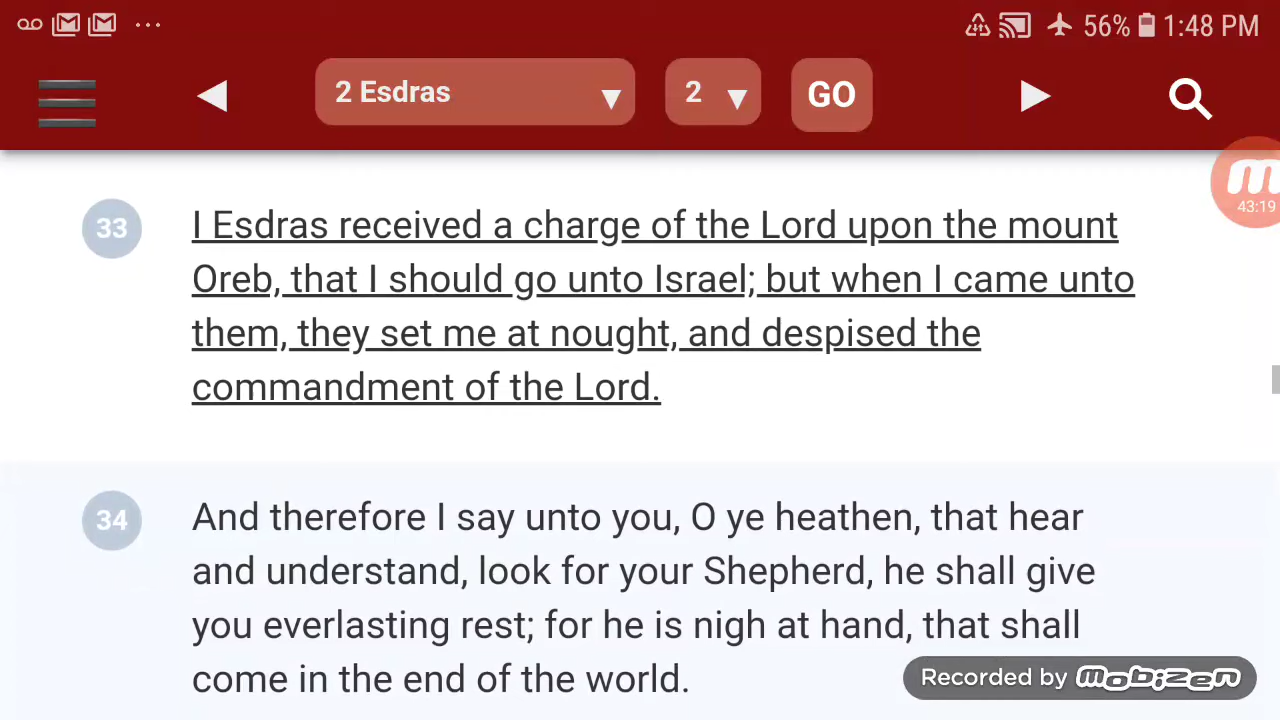 56% 1:48 PM
2 Esdras 2 GO
43:19
33 I Esdras received a charge of the Lord upon the mount
Oreb, that I should go unto Israel; but when I came unto
them, they set me at nought, and despised the
commandment of the Lord.
34 And therefore I say unto you, O ye heathen, that hear
and understand, look for your Shepherd, he shall give
you everlasting rest; for he is nigh at hand, that shall
come in the end of the world.
Recorded by mobizen